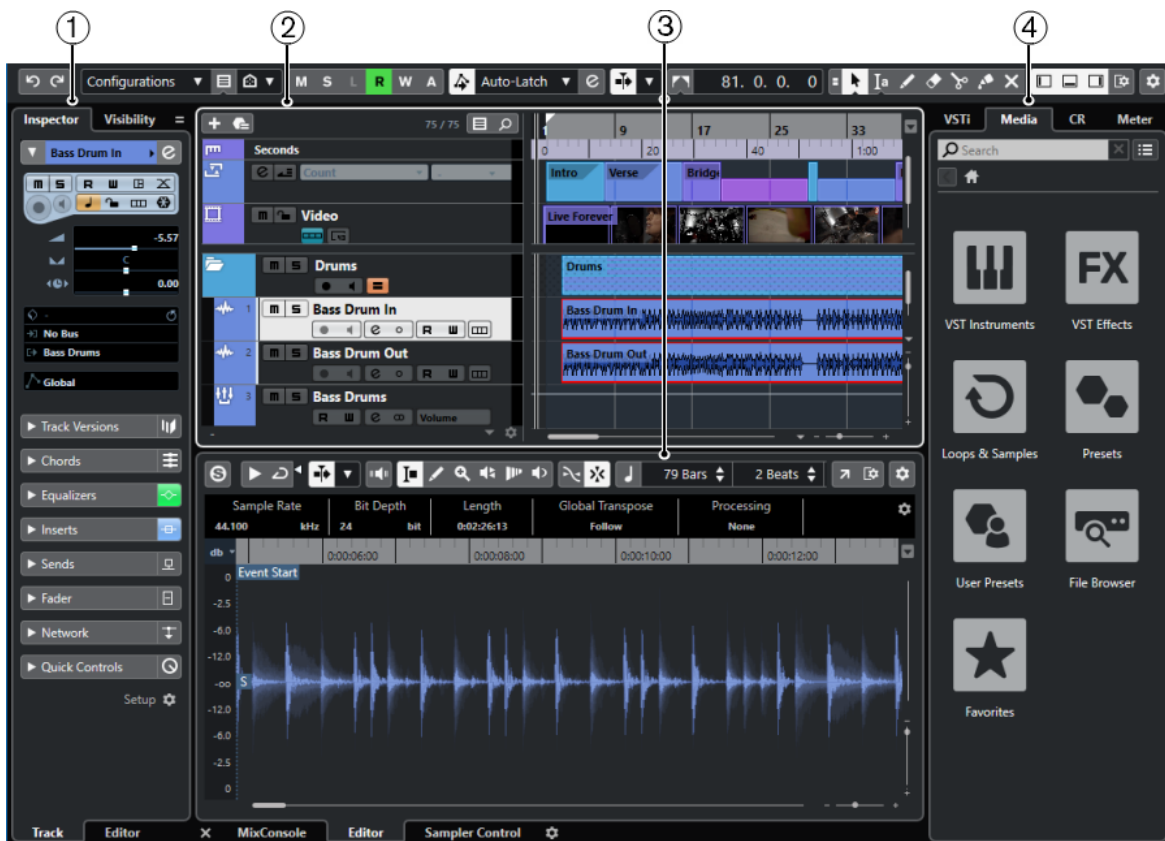 1
2
3
4
Configurations
M S L R W A
Auto-Latch
81. 0. 0. 0
Inspector
Visibility
Bass Drum In
m S R W
-5.57
C
0.00
-
No Bus
Bass Drums
Global
Track Versions
Chords
Equalizers
Inserts
Sends
Fader
Network
Quick Controls
Setup
Track
Editor
75 / 75
Seconds
Count
-
m
Video
m S Drums
1 m S Bass Drum In
R W
2 m S Bass Drum Out
R W
3 m S Bass Drums
R W Volume
-
1 9 17 25 33
0 20 40 1:00
Intro Verse Bridge
Live Forever
Drums
Bass Drum In
Bass Drum Out
79 Bars
2 Beats
Sample Rate
Bit Depth
Length
Global Transpose
Processing
44.100 kHz
24 bit
0:02:26:13
Follow
None
db
0:00:06:00 0:00:08:00 0:00:10:00 0:00:12:00
Event Start
0
-2.5
-6.0
-12.0
-oo
S
-12.0
-6.0
-2.5
0
MixConsole
Editor
Sampler Control
VSTi
Media
CR
Meter
Search
VST Instruments
FX
VST Effects
Loops & Samples
Presets
User Presets
File Browser
Favorites